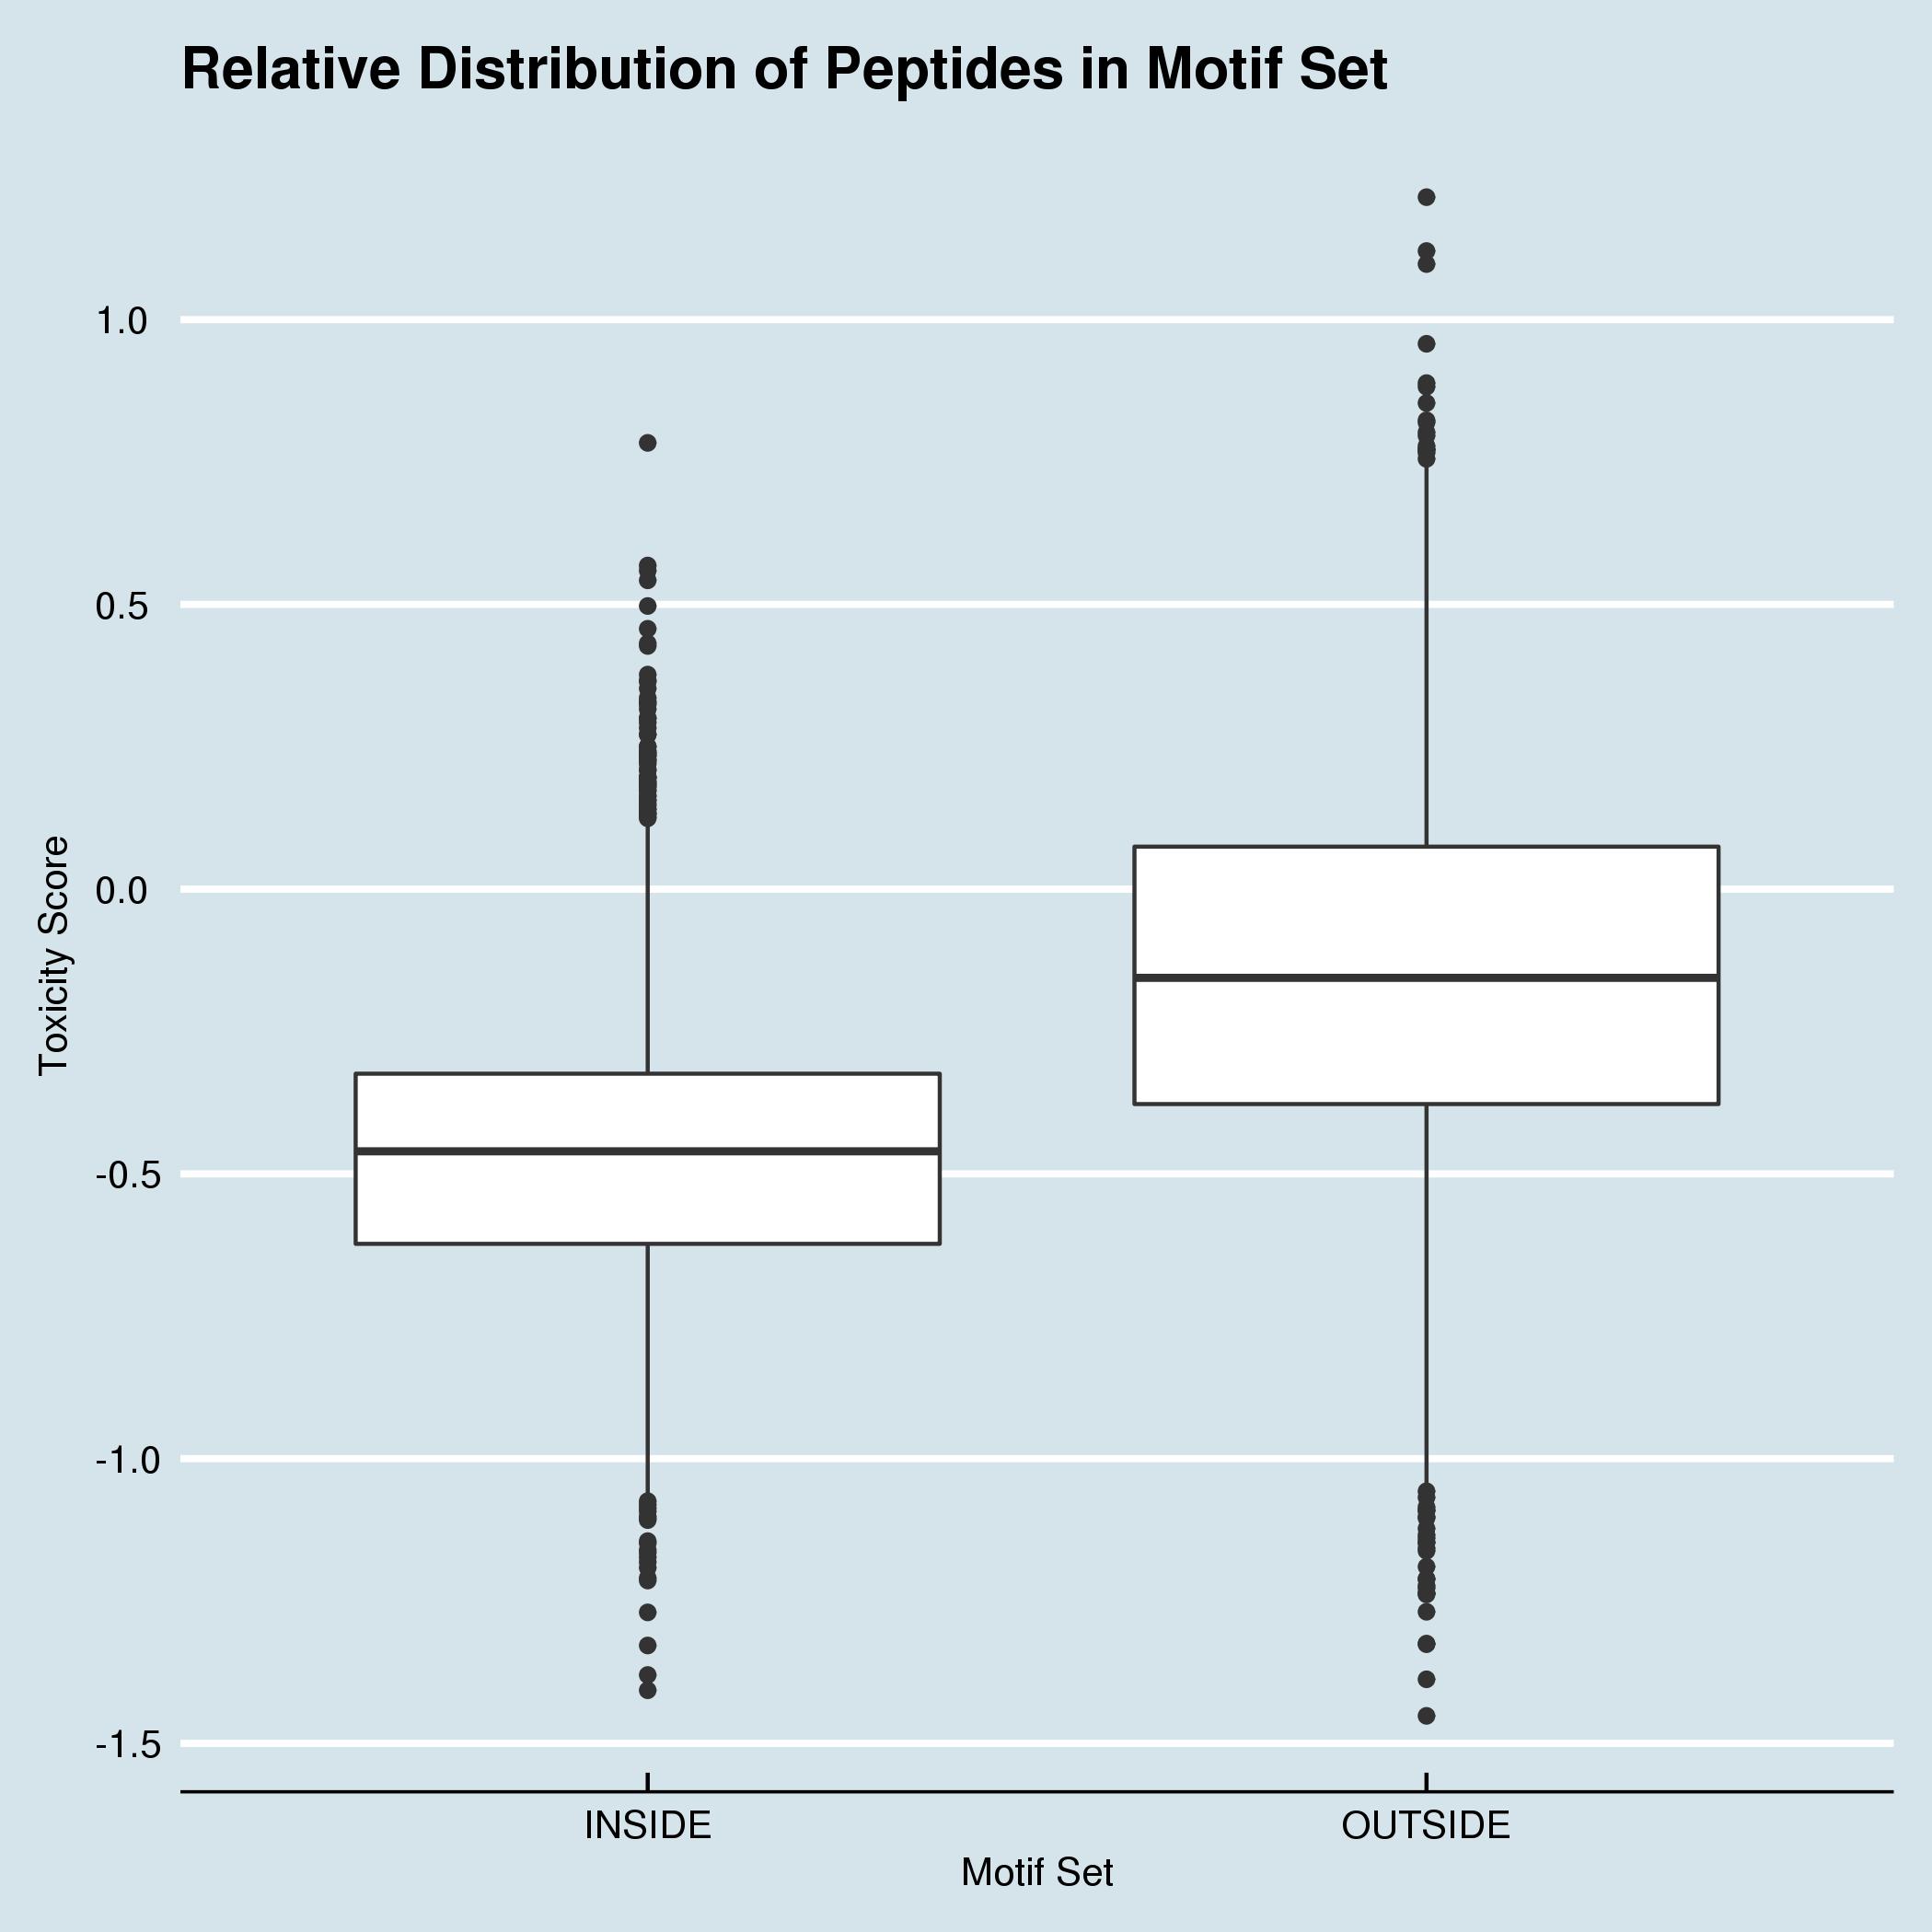 Relative Distribution of Peptides in Motif Set
1.0
0.5
0.0
-0.5
-1.0
-1.5
Toxicity Score
INSIDE OUTSIDE
Motif Set